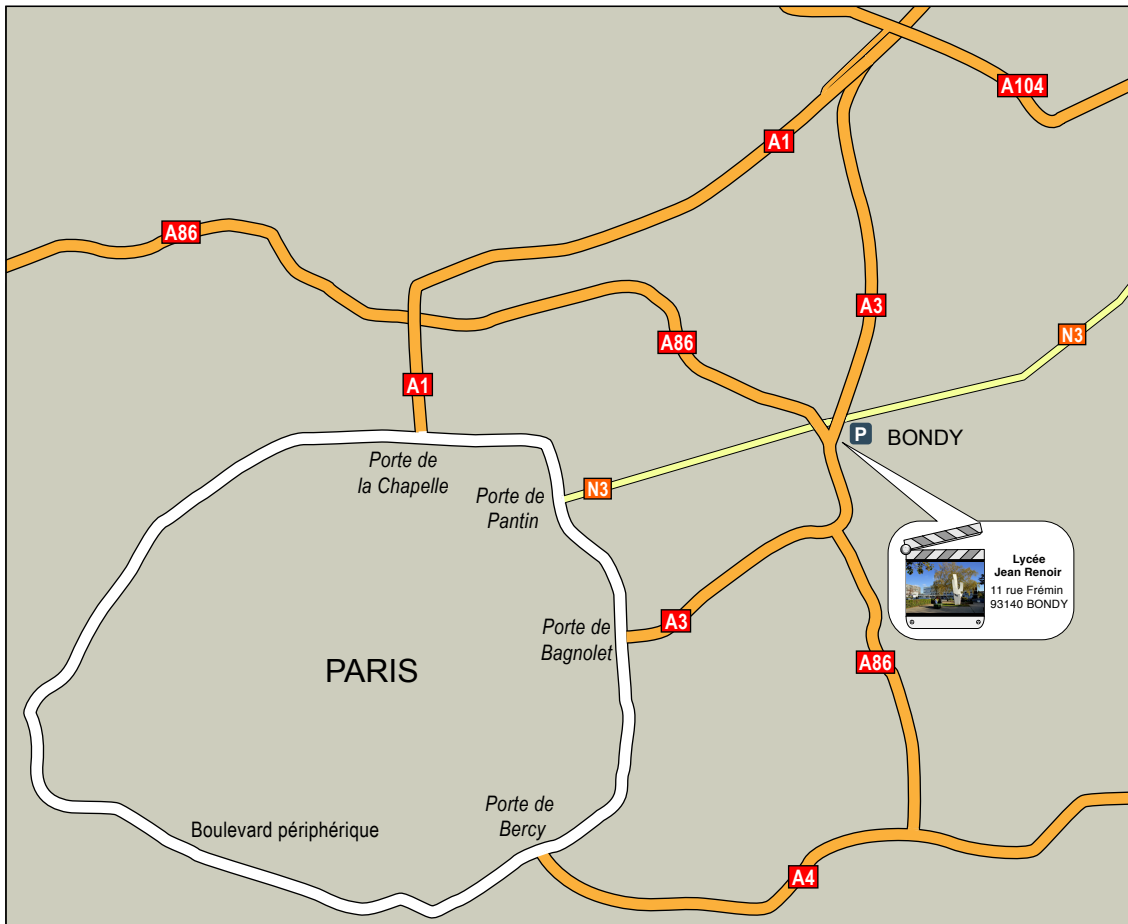 A104
A1
A86
A3
N3
A86
A1
P
BONDY
Porte de
la Chapelle
Porte de
Pantin
N3
Lycée
Jean Renoir
11 rue Frémin
93140 BONDY
Porte de
Bagnolet
A3
PARIS
A86
Porte de
Bercy
Boulevard périphérique
A4